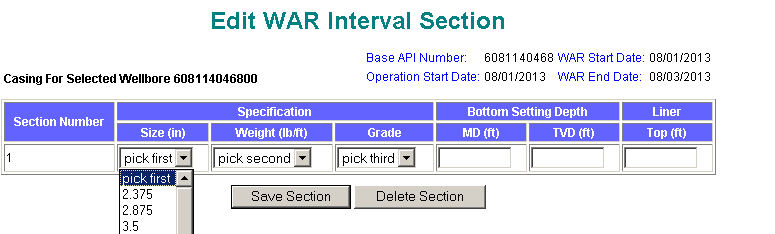 Edit WAR Interval Section
Base API Number: 6081140468 WAR Start Date: 08/01/2013
Casing For Selected Wellbore 608114046800
Operation Start Date: 08/01/2013 WAR End Date: 08/03/2013
Section Number Specification Bottom Setting Depth Liner
Size (in) Weight (lb/ft) Grade MD (ft) TVD (ft) Top (ft)
1 pick first pick second pick third
pick first
2.375
2.875
3.5
Save Section Delete Section